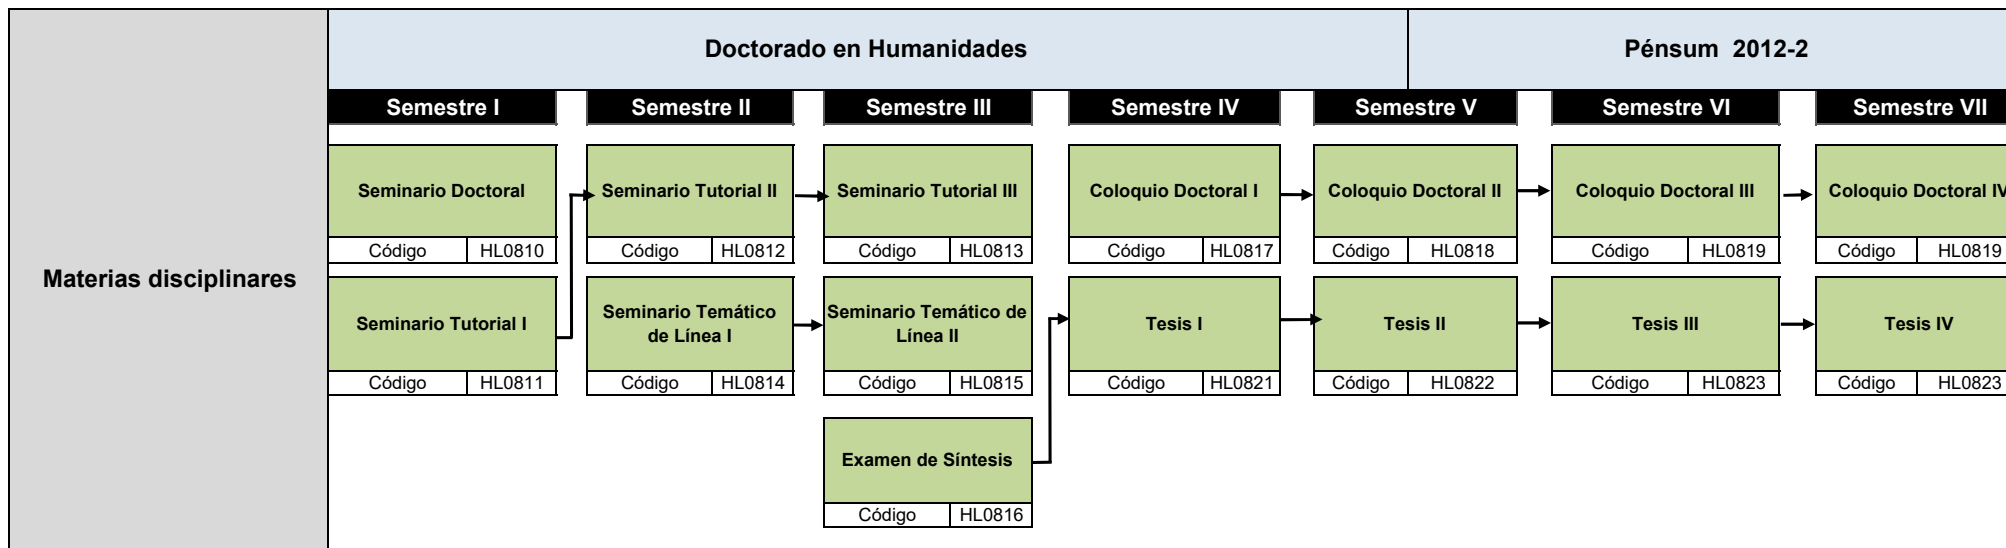 Doctorado en Humanidades
Pénsum 2012-2
Semestre I
Semestre II
Semestre III
Semestre IV
Semestre V
Semestre VI
Semestre VII
Materias disciplinares
Seminario Doctoral
Seminario Tutorial II
Seminario Tutorial III
Coloquio Doctoral I
Coloquio Doctoral II
Coloquio Doctoral III
Coloquio Doctoral IV
Código HL0810
Código HL0812
Código HL0813
Código HL0817
Código HL0818
Código HL0819
Código HL0819
Seminario Tutorial I
Seminario Temático
de Línea I
Seminario Temático de
Línea II
Tesis I
Tesis II
Tesis III
Tesis IV
Código HL0811
Código HL0814
Código HL0815
Código HL0821
Código HL0822
Código HL0823
Código HL0823
Examen de Síntesis
Código HL0816